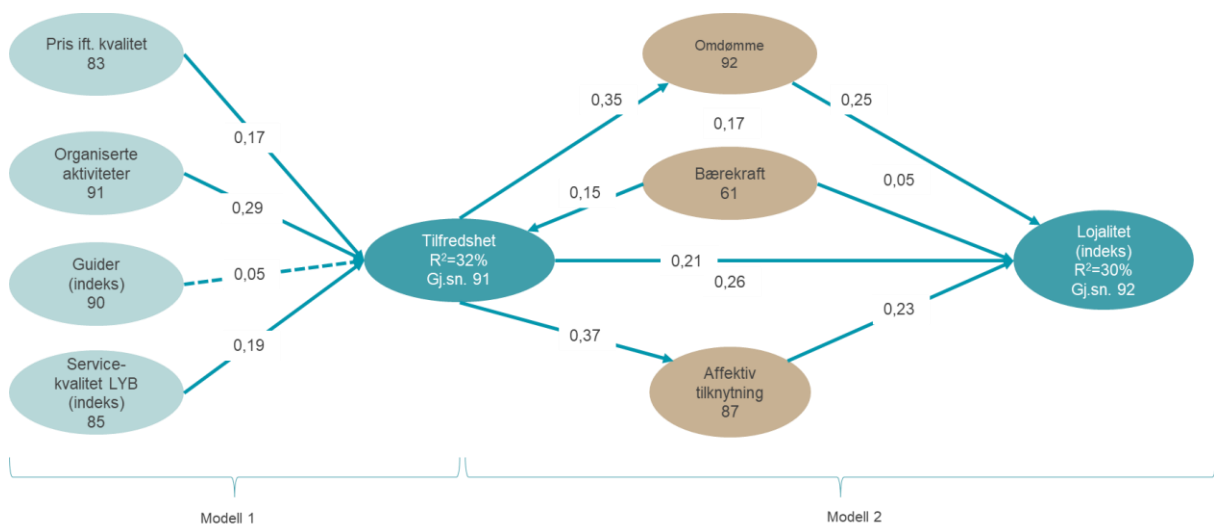 Pris ift. kvalitet
83
Organiserte
aktiviteter
91
Guider
(indeks)
90
Service-
kvalitet LYB
(indeks)
85
0,17
0,29
0,05
0,19
Tilfredshet
R²=32%
Gj.sn. 91
0,35
0,15
0,37
Omdømme
92
0,17
Bærekraft
61
0,21
0,26
Affektiv
tilknytning
87
0,25
0,05
0,23
Lojalitet
(indeks)
R²=30%
Gj.sn. 92
Modell 1
Modell 2